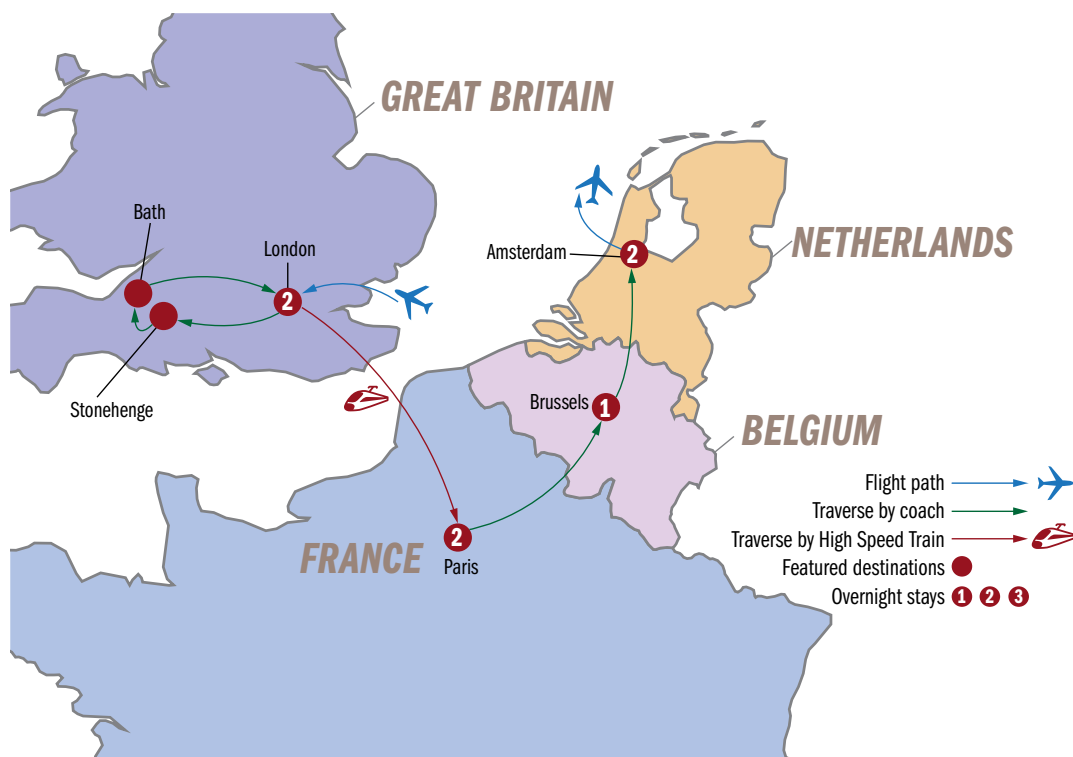 GREAT BRITAIN
Bath
London
2
Stonehenge
Amsterdam
2
NETHERLANDS
Brussels
1
BELGIUM
2
Paris
FRANCE
Flight path
Traverse by coach
Traverse by High Speed Train
Featured destinations
Overnight stays 1 2 3